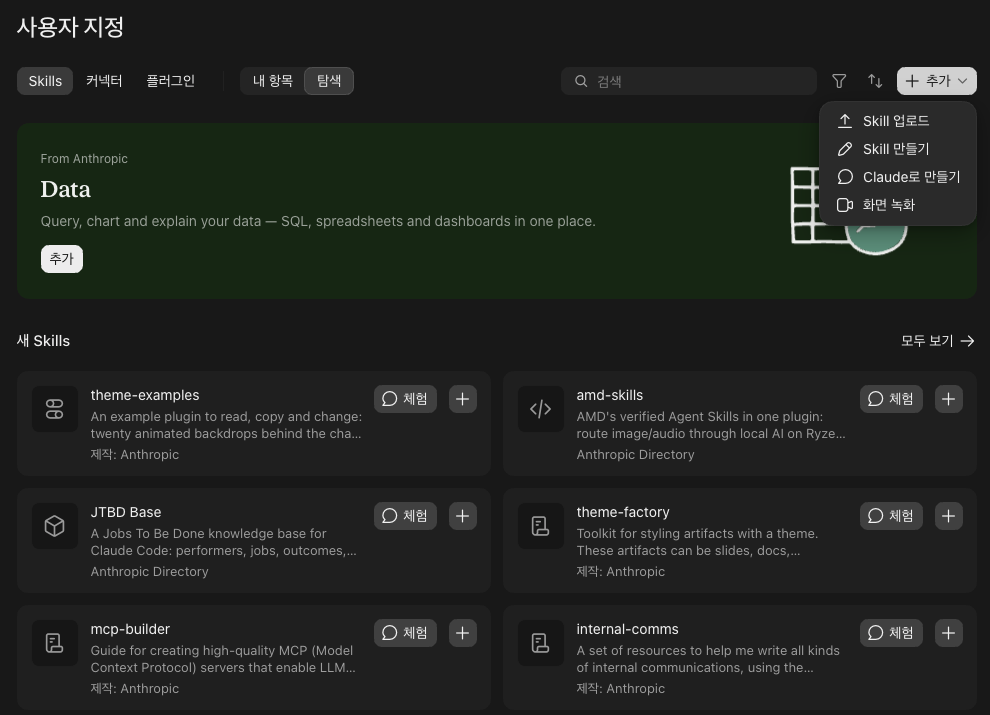 사용자 지정
Skills 커넥터 플러그인 내 항목 탐색 검색 추가
Skill 업로드
Skill 만들기
Claude로 만들기
화면 녹화
From Anthropic
Data
Query, chart and explain your data — SQL, spreadsheets and dashboards in one place.
추가
새 Skills 모두 보기
theme-examples
An example plugin to read, copy and change:
twenty animated backdrops behind the cha...
제작: Anthropic
체험
amd-skills
AMD's verified Agent Skills in one plugin:
route image/audio through local AI on Ryze...
Anthropic Directory
체험
JTBD Base
A Jobs To Be Done knowledge base for
Claude Code: performers, jobs, outcomes,...
Anthropic Directory
체험
theme-factory
Toolkit for styling artifacts with a theme.
These artifacts can be slides, docs,...
제작: Anthropic
체험
mcp-builder
Guide for creating high-quality MCP (Model
Context Protocol) servers that enable LLM...
제작: Anthropic
체험
internal-comms
A set of resources to help me write all kinds
of internal communications, using the...
제작: Anthropic
체험